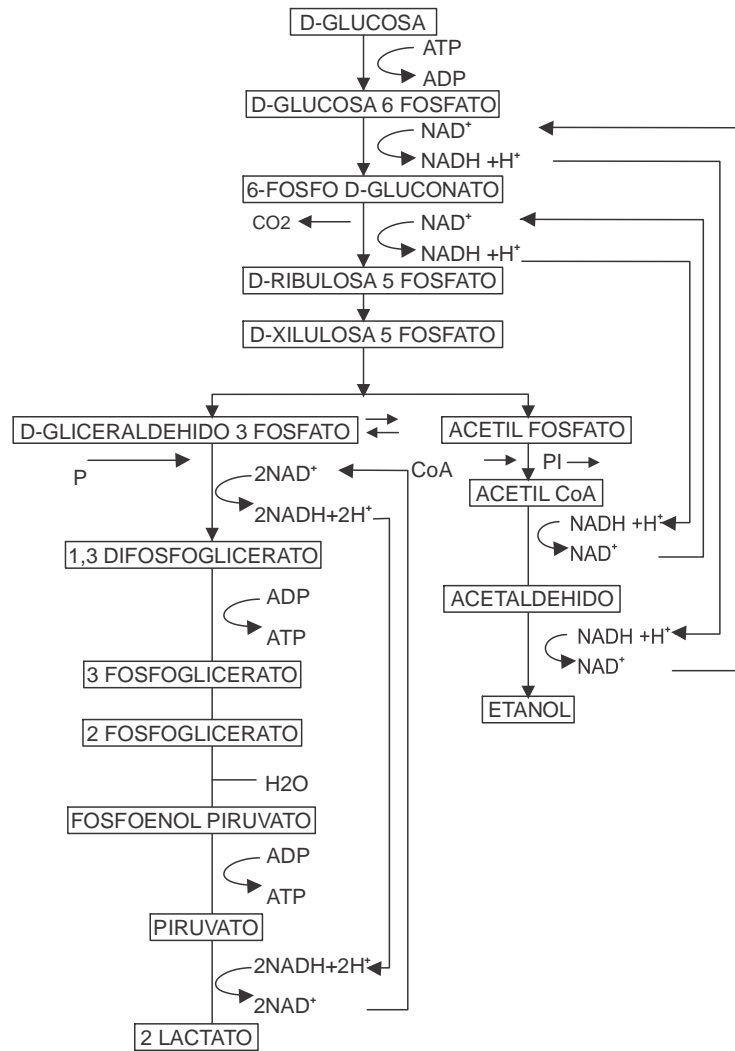 D-GLUCOSA
ATP
ADP
D-GLUCOSA 6 FOSFATO
NAD+
NADH +H+
6-FOSFO D-GLUCONATO
CO2
NAD+
NADH +H+
D-RIBULOSA 5 FOSFATO
D-XILULOSA 5 FOSFATO
D-GLICERALDEHIDO 3 FOSFATO
P
2NAD+
2NADH+2H+
1,3 DIFOSFOGLICERATO
ADP
ATP
3 FOSFOGLICERATO
2 FOSFOGLICERATO
H2O
FOSFOENOL PIRUVATO
ADP
ATP
PIRUVATO
2NADH+2H+
2NAD+
2 LACTATO
ACETIL FOSFATO
CoA
PI
ACETIL CoA
NADH +H+
NAD+
ACETALDEHIDO
NADH +H+
NAD+
ETANOL